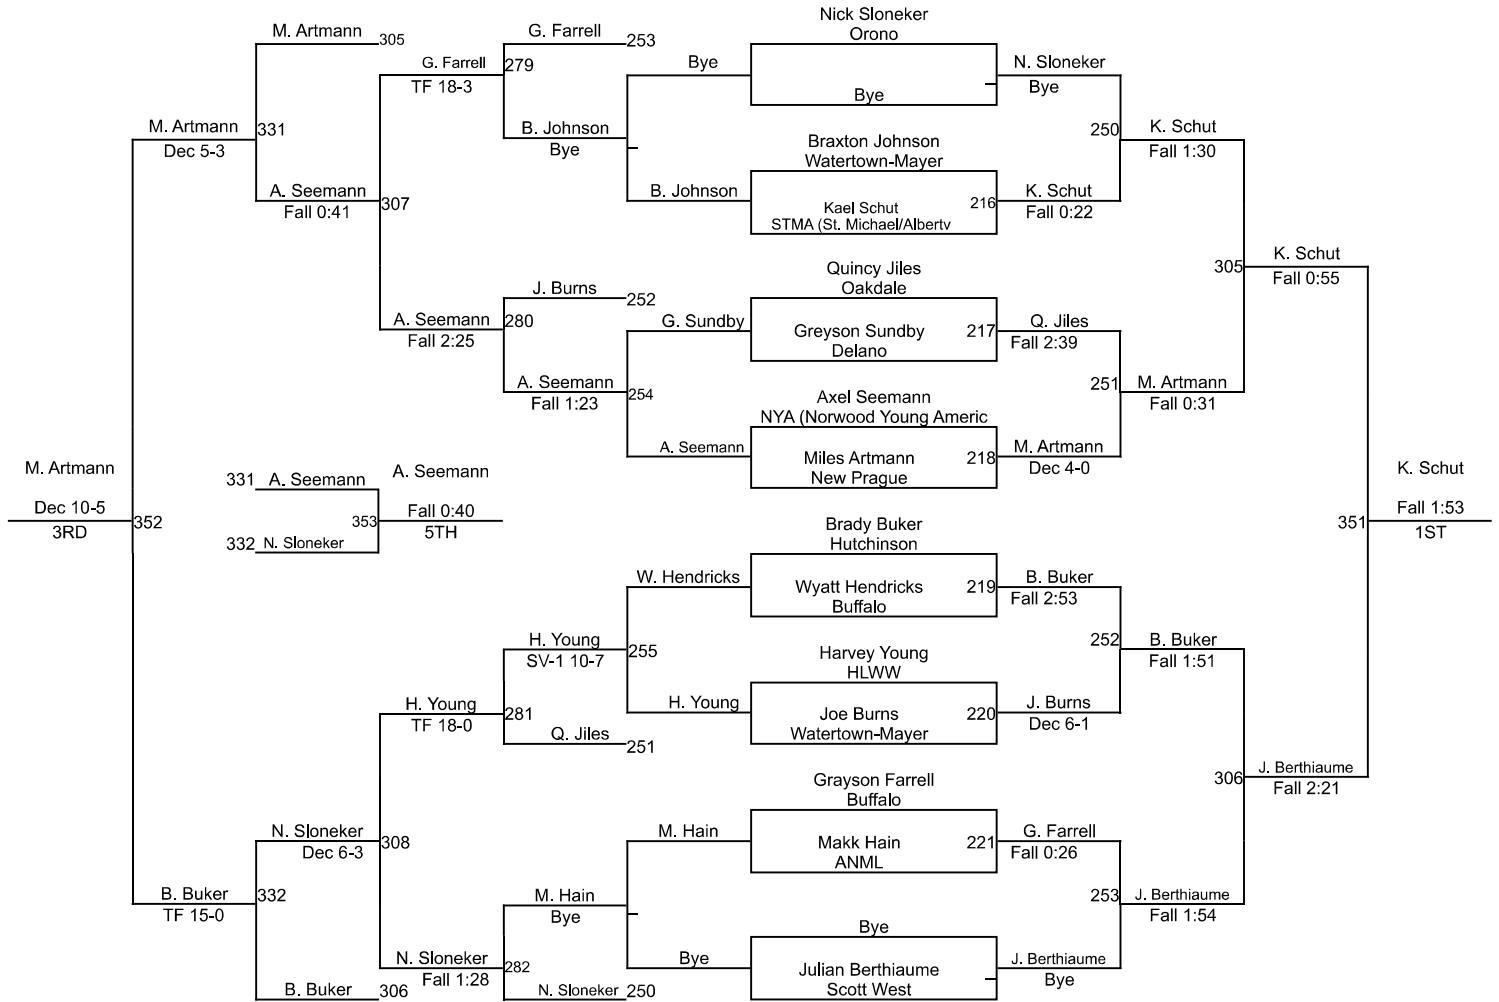 Nick Sloneker
Orono
M. Artmann
305
G. Farrell
253
G. Farrell
279
TF 18-3
Bye
Bye
N. Sloneker
Bye
M. Artmann
331
Dec 5-3
B. Johnson
Bye
Braxton Johnson
Watertown-Mayer
250
K. Schut
Fall 1:30
A. Seemann
Fall 0:41
307
B. Johnson
Kael Schut
STMA (St. Michael/Albertv
216
K. Schut
Fall 0:22
Quincy Jiles
Oakdale
305
K. Schut
Fall 0:55
J. Burns
252
A. Seemann
280
Fall 2:25
G. Sundby
Greyson Sundby
Delano
217
Q. Jiles
Fall 2:39
A. Seemann
Fall 1:23
254
Axel Seemann
NYA (Norwood Young Americ
251
M. Artmann
Fall 0:31
A. Seemann
Miles Artmann
New Prague
218
M. Artmann
Dec 4-0
M. Artmann
Dec 10-5
3RD
352
331
A. Seemann
332
N. Sloneker
353
A. Seemann
Fall 0:40
5TH
K. Schut
Fall 1:53
1ST
351
Brady Buker
Hutchinson
W. Hendricks
Wyatt Hendricks
Buffalo
219
B. Buker
Fall 2:53
H. Young
SV-1 10-7
255
Harvey Young
HLWW
252
B. Buker
Fall 1:51
H. Young
TF 18-0
281
H. Young
Joe Burns
Watertown-Mayer
220
J. Burns
Dec 6-1
Q. Jiles
251
Grayson Farrell
Buffalo
306
J. Berthiaume
Fall 2:21
N. Sloneker
Dec 6-3
308
M. Hain
Makk Hain
ANML
221
G. Farrell
Fall 0:26
B. Buker
TF 15-0
332
M. Hain
Bye
Bye
253
J. Berthiaume
Fall 1:54
N. Sloneker
Fall 1:28
282
Bye
Julian Berthiaume
Scott West
J. Berthiaume
Bye
B. Buker
306
N. Sloneker
250